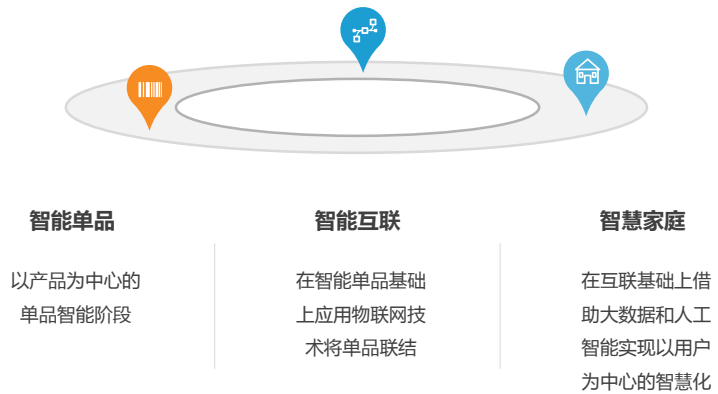 智能单品
以产品为中心的
单品智能阶段
智能互联
在智能单品基础
上应用物联网技
术将单品联结
智慧家庭
在互联基础上借
助大数据和人工
智能实现以用户
为中心的智慧化